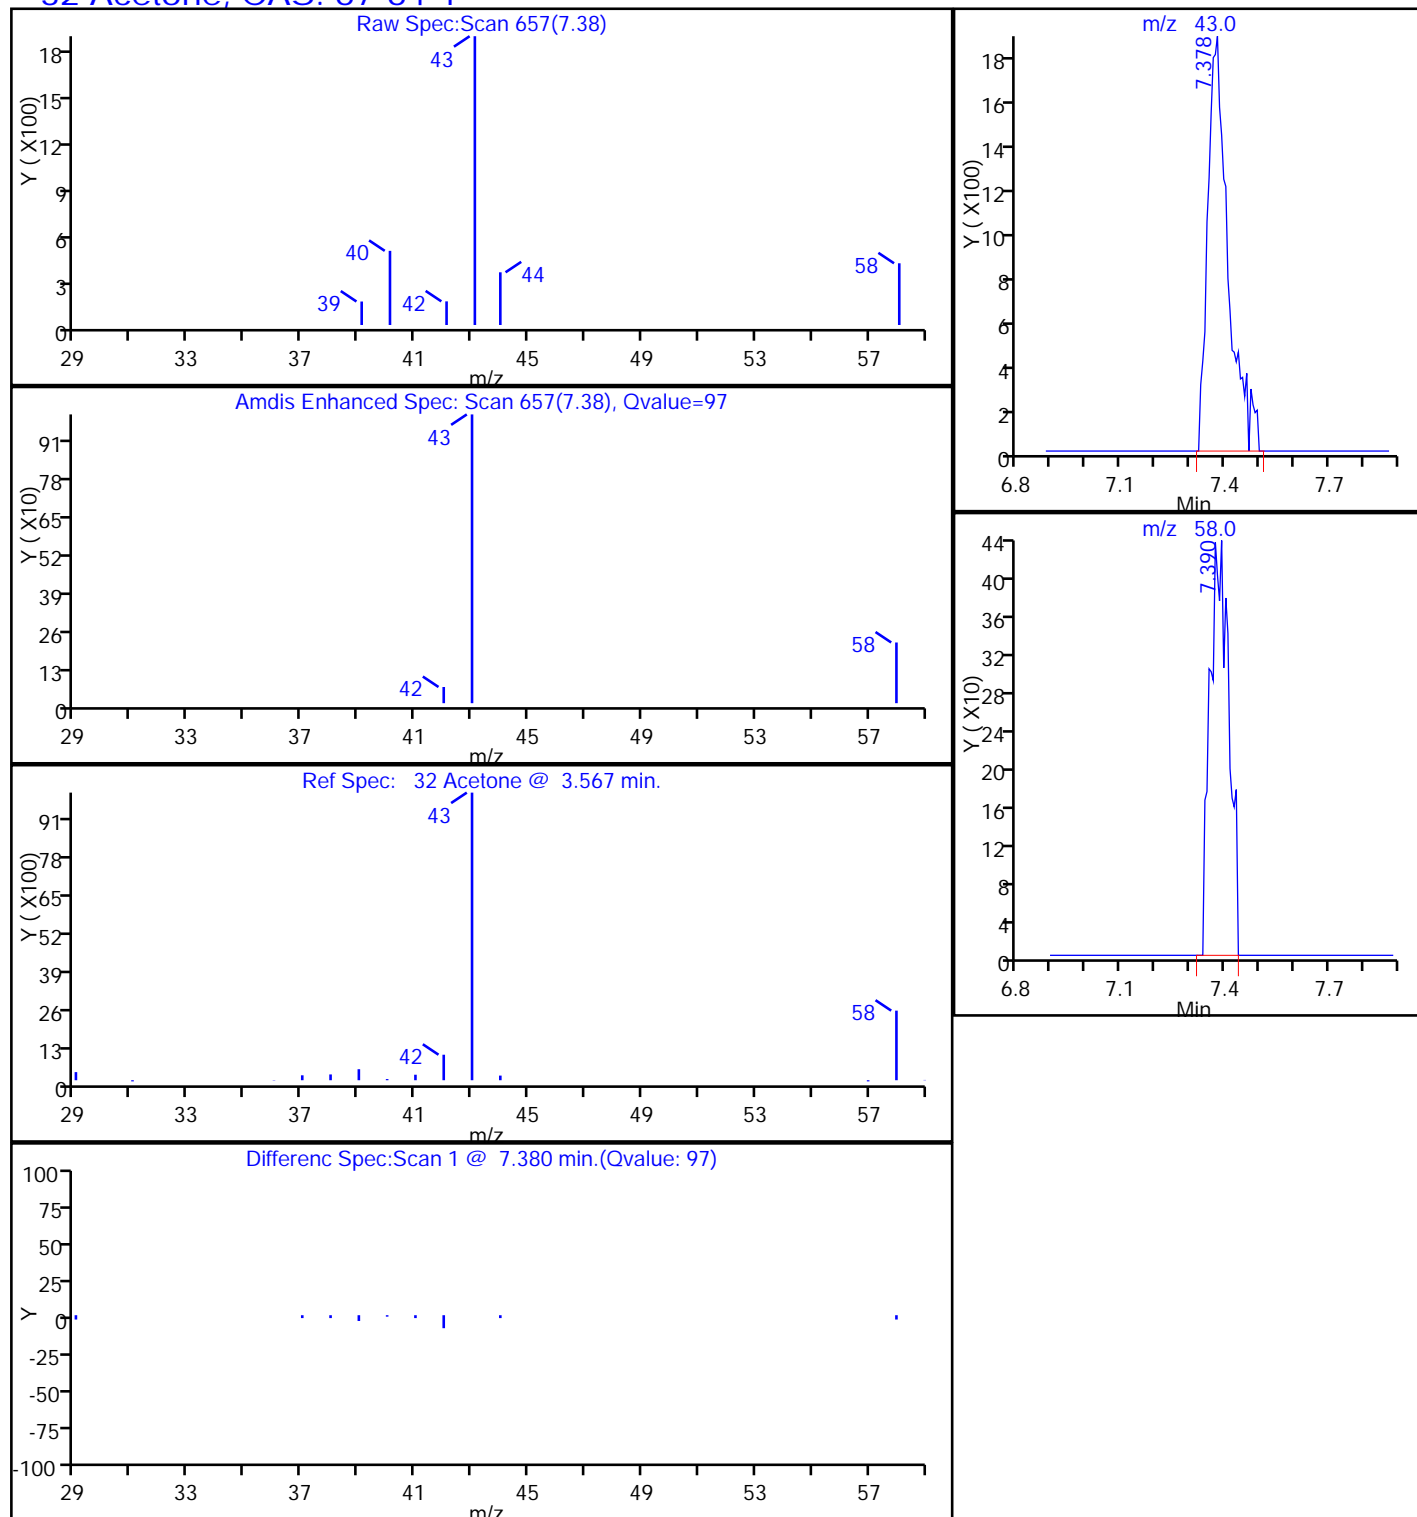 Raw Spec:Scan 657(7.38)
Y ( X100)
18
15
12
9
6
3
0
43
40
39
42
44
58
29 33 37 41 45 49 53 57
m/z
Amdis Enhanced Spec: Scan 657(7.38), Qvalue=97
Y ( X10)
91
78
65
52
39
26
13
0
43
42
58
29 33 37 41 45 49 53 57
m/z
Ref Spec: 32 Acetone @ 3.567 min.
Y ( X100)
91
78
65
52
39
26
13
0
43
42
58
29 33 37 41 45 49 53 57
m/z
Differenc Spec:Scan 1 @ 7.380 min.(Qvalue: 97)
Y
100
75
50
25
0
-25
-50
-75
-100
29 33 37 41 45 49 53 57
m/z
m/z 43.0
Y ( X100)
18
16
14
12
10
8
6
4
2
0
7.378
6.8 7.1 7.4 7.7
Min
m/z 58.0
Y ( X10)
44
40
36
32
28
24
20
16
12
8
4
0
7.390
6.8 7.1 7.4 7.7
Min